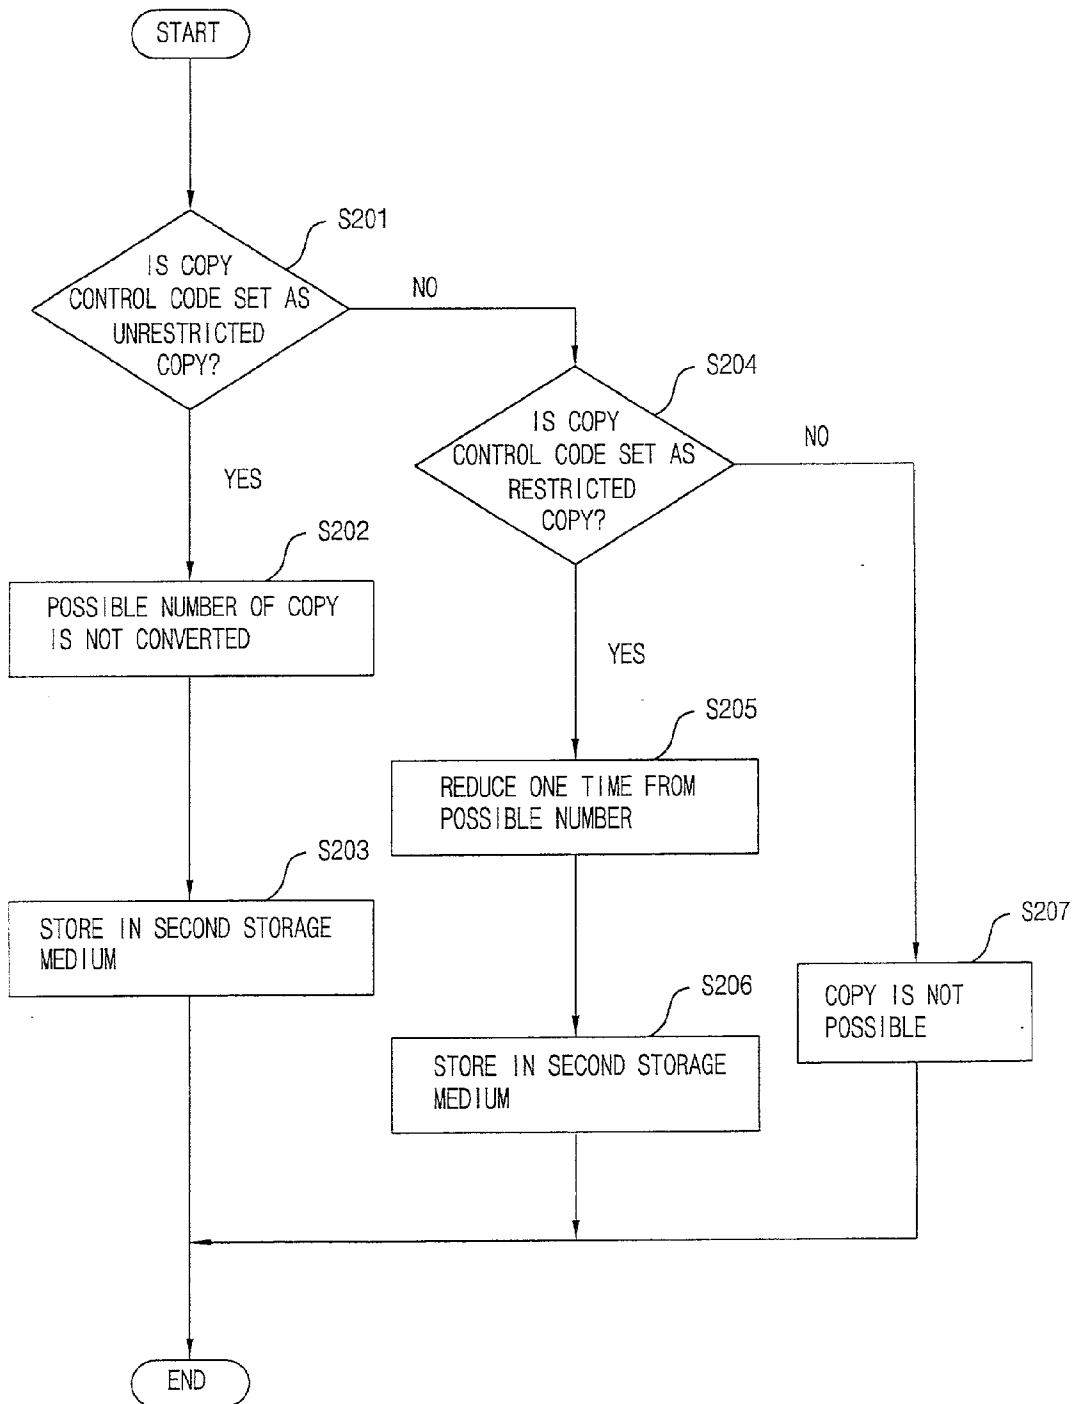 START
S201
IS COPY
CONTROL CODE SET AS
UNRESTRICTED
COPY?
NO
S204
IS COPY
CONTROL CODE SET AS
RESTRICTED
COPY?
NO
YES
S202
POSSIBLE NUMBER OF COPY
IS NOT CONVERTED
YES
S205
REDUCE ONE TIME FROM
POSSIBLE NUMBER
S203
STORE IN SECOND STORAGE
MEDIUM
S207
COPY IS NOT
POSSIBLE
S206
STORE IN SECOND STORAGE
MEDIUM
END